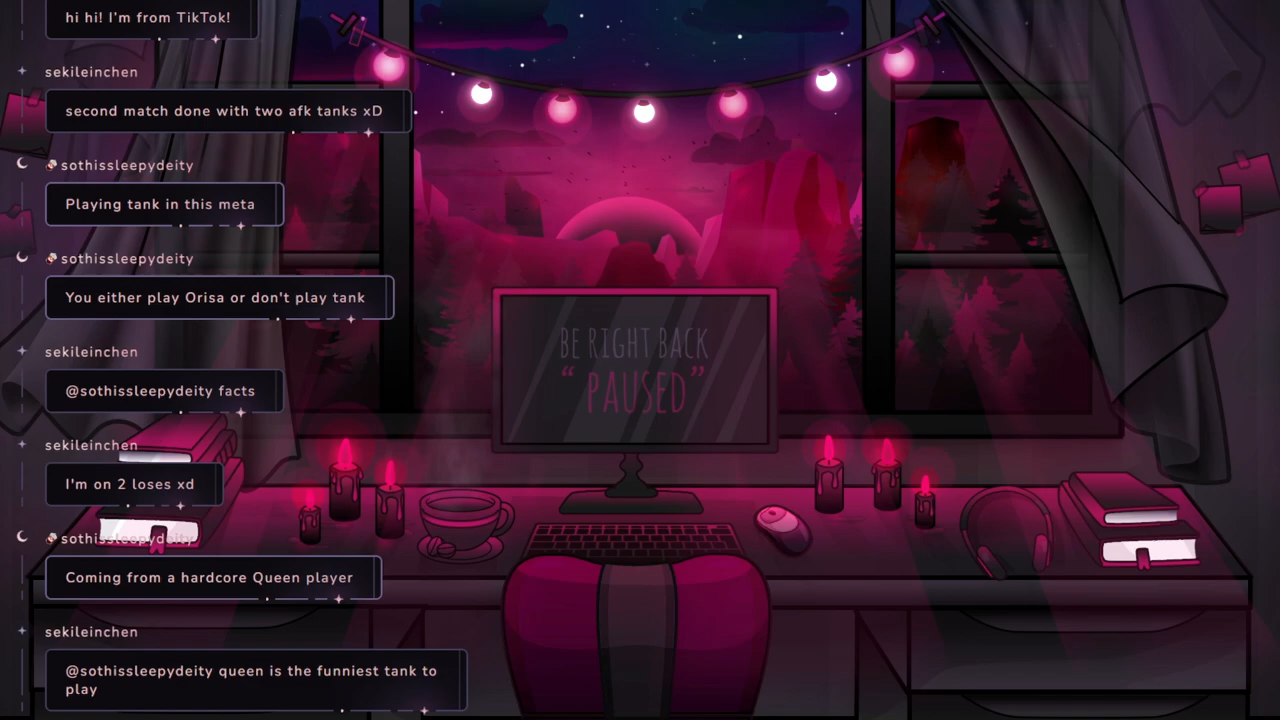 hi hi! I'm from TikTok!
sekileinchen
second match done with two afk tanks xD
sothissleepydeity
Playing tank in this meta
sothissleepydeity
You either play Orisa or don't play tank
sekileinchen
@sothissleepydeity facts
sekileinchen
I'm on 2 loses xd
sothissleepydeity
Coming from a hardcore Queen player
sekileinchen
@sothissleepydeity queen is the funniest tank to
play
BE RIGHT BACK
“ PAUSED”